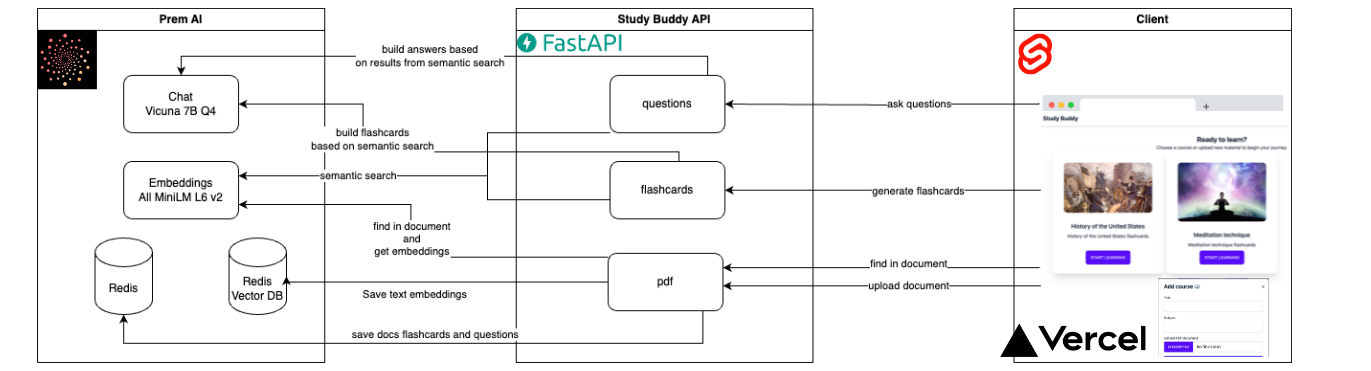 Prem AI
Study Buddy API
Client
FastAPI
build answers based
on results from semantic search
Chat
Vicuna 7B Q4
questions
ask questions
build flashcards
based on semantic search
Embeddings
All MiniLM L6 v2
semantic search
flashcards
generate flashcards
find in document
and
get embeddings
Redis
Redis
Vector DB
Save text embeddings
pdf
find in document
upload document
save docs flashcards and questions
+
Study Buddy
Ready to learn?
Choose a course or upload new material to begin your journey.
History of the United States
History of the United States flashcards
START LEARNING
Meditation technique
Meditation technique flashcards
START LEARNING
Vercel
Add course
Title
Subject
Upload PDF document